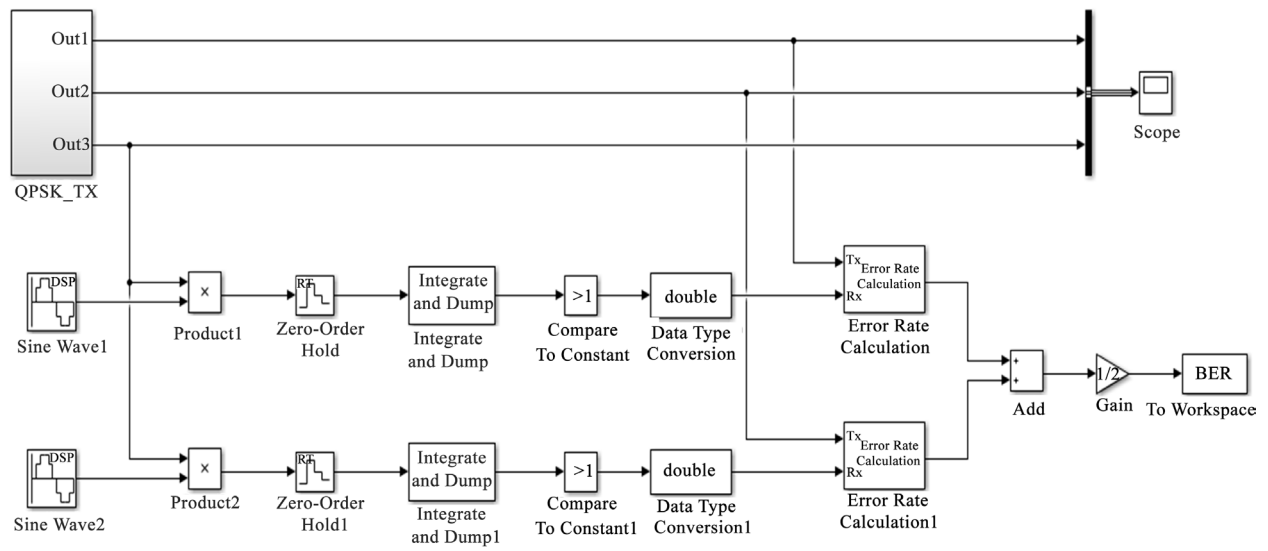 Out1
Out2
Out3
QPSK_TX
Scope
DSP
Sine Wave1
×
Product1
RT
Zero-Order
Hold
Integrate
and Dump
Integrate
and Dump
>1
Compare
To Constant
double
Data Type
Conversion
Tx
Rx
Error Rate
Calculation
Error Rate
Calculation
+
+
Add
1/2
Gain
BER
To Workspace
DSP
Sine Wave2
×
Product2
RT
Zero-Order
Hold1
Integrate
and Dump
Integrate
and Dump1
>1
Compare
To Constant1
double
Data Type
Conversion1
Tx
Rx
Error Rate
Calculation
Error Rate
Calculation1